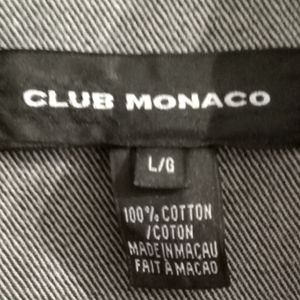 CLUB MONACO
L/G
100% COTTON
/COTON
MADE IN MACAU
FAIT À MACAO